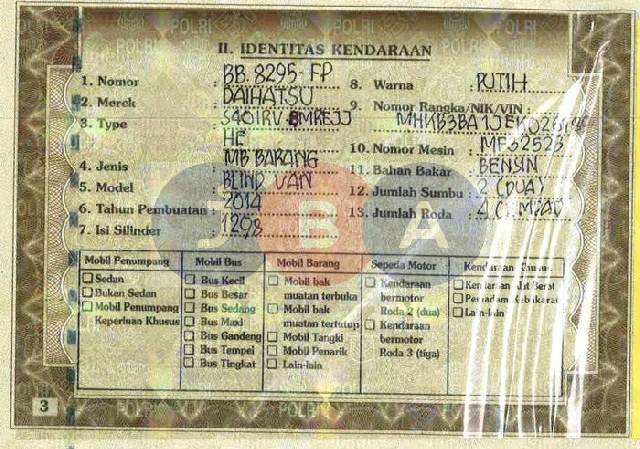 II. IDENTITAS KENDARAAN
1. Nomor : BB 8295 FP
2. Merek : DAIHATSU
3. Type : S401RV BMREJJ
HE
4. Jenis : MB BARANG
5. Model : BLIND VAN
6. Tahun Pembuatan : 2014
7. Isi Silinder : 1298
8. Warna : PUTIH
9. Nomor Rangka/NIK/VIN :
10. Nomor Mesin :
11. Bahan Bakar : BENSIN
12. Jumlah Sumbu : 2 (DUA)
13. Jumlah Roda : 4
SBA
Mobil Penumpang
Sedan
Bukan Sedan
Mobil Penumpang
Keperluan Khusus
Mobil Bus
Bus Kecil
Bus Besar
Bus Sedang
Bus Maxi
Bus Gandeng
Bus Tempel
Bus Tingkat
Mobil Barang
Mobil bak
muatan terbuka
Mobil bak
muatan tertutup
Mobil Tangki
Mobil Penarik
Lain-lain
Sepeda Motor
Kendaraan
bermotor
Roda 2 (dua)
Kendaraan
bermotor
Roda 3 (tiga)
Kendaraan
Kendaraan Alat Berat
Pemadam Kebakaran
Lain-lain
3
POLRI